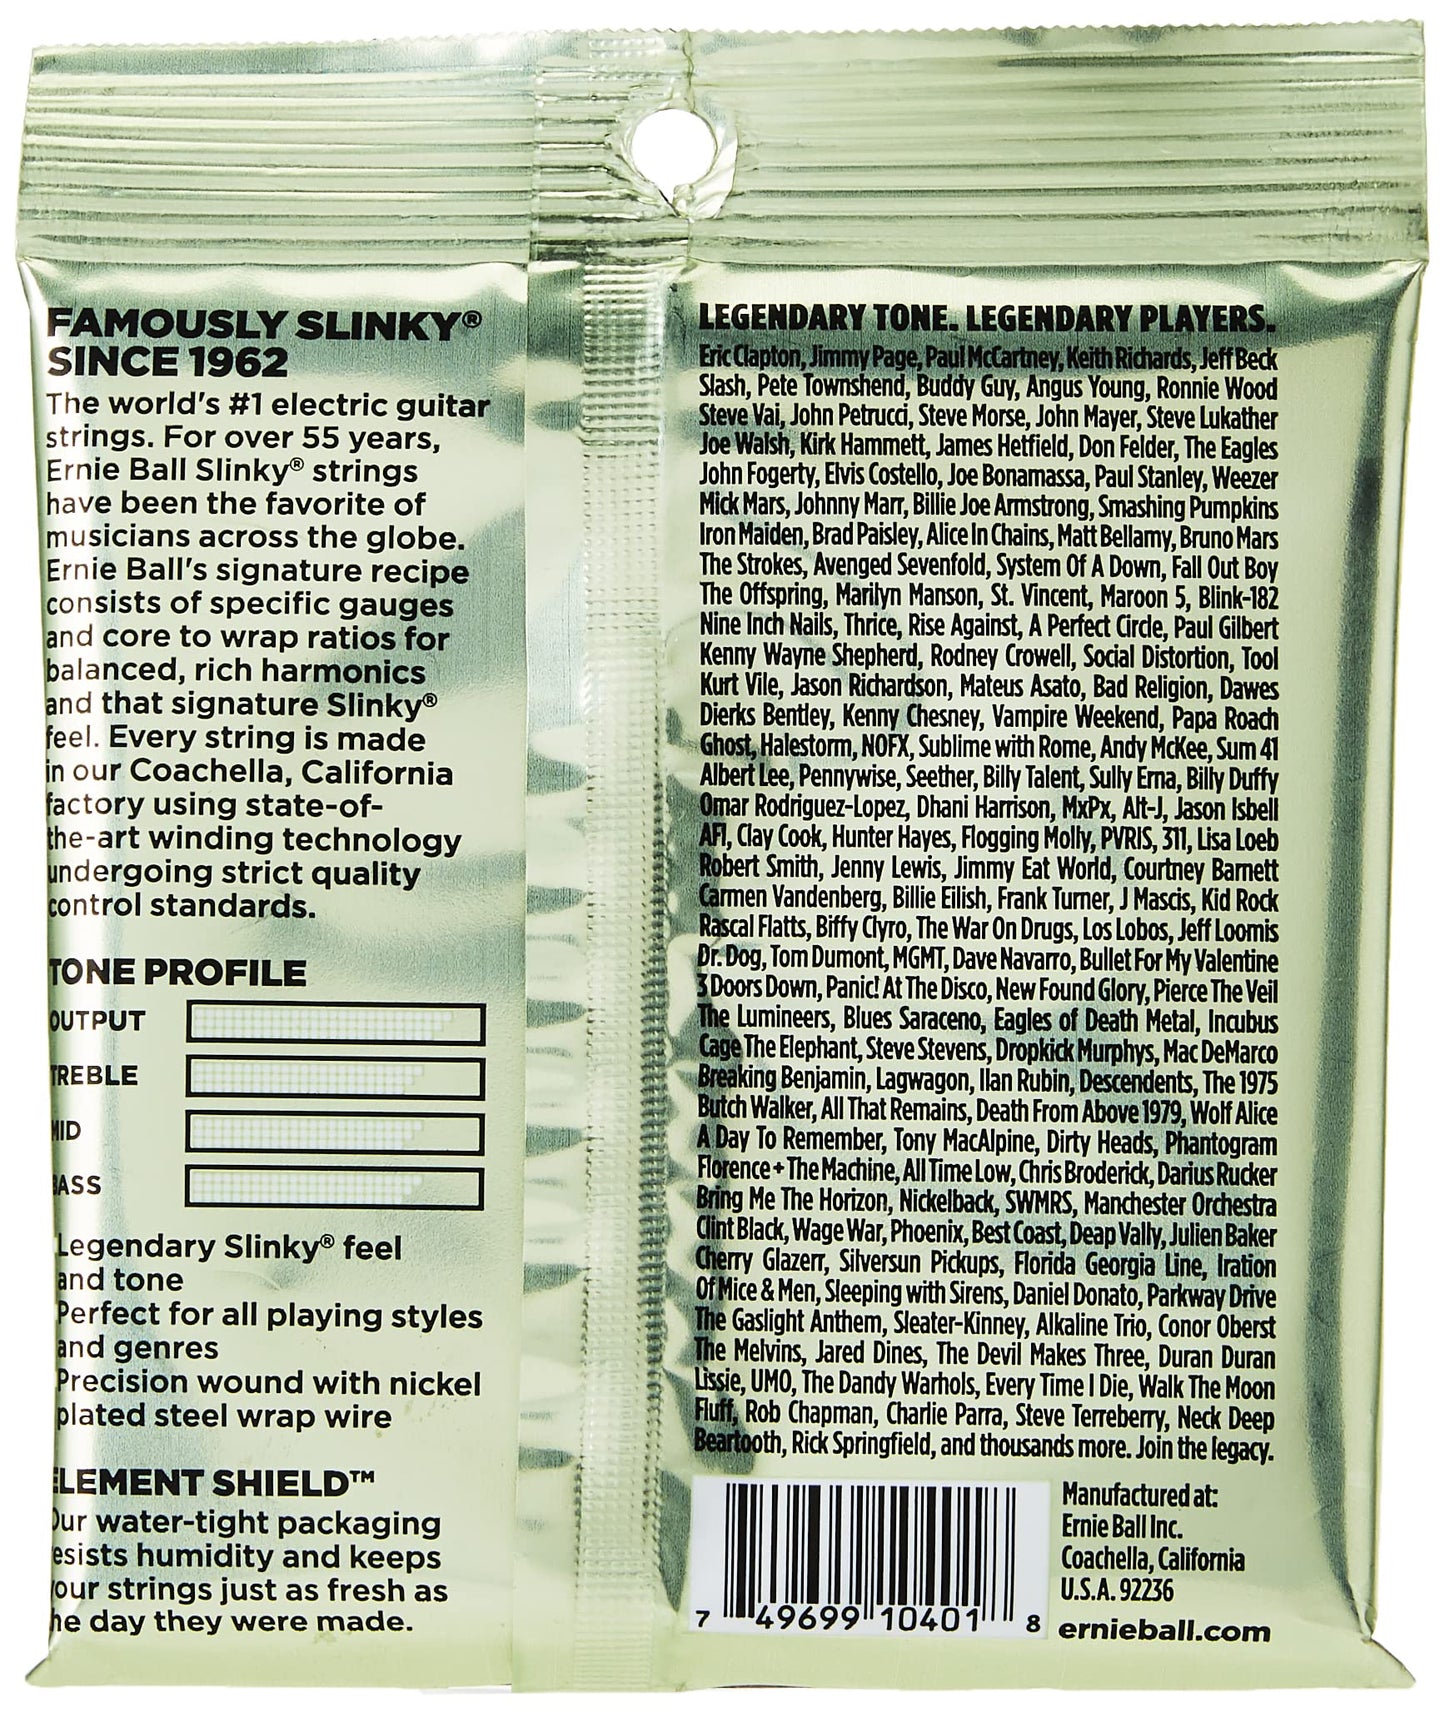 FAMOUSLY SLINKY®
SINCE 1962
The world's #1 electric guitar
strings. For over 55 years,
Ernie Ball Slinky® strings
have been the favorite of
musicians across the globe.
Ernie Ball's signature recipe
consists of specific gauges
and core to wrap ratios for
balanced, rich harmonics
and that signature Slinky®
feel. Every string is made
in our Coachella, California
factory using state-of-
the-art winding technology
undergoing strict quality
control standards.
TONE PROFILE
OUTPUT
TREBLE
MID
BASS
Legendary Slinky® feel
and tone
Perfect for all playing styles
and genres
Precision wound with nickel
plated steel wrap wire
ELEMENT SHIELD™
Our water-tight packaging
resists humidity and keeps
your strings just as fresh as
the day they were made.
LEGENDARY TONE. LEGENDARY PLAYERS.
Eric Clapton, Jimmy Page, Paul McCartney, Keith Richards, Jeff Beck
Slash, Pete Townshend, Buddy Guy, Angus Young, Ronnie Wood
Steve Vai, John Petrucci, Steve Morse, John Mayer, Steve Lukather
Joe Walsh, Kirk Hammett, James Hetfield, Don Felder, The Eagles
John Fogerty, Elvis Costello, Joe Bonamassa, Paul Stanley, Weezer
Mick Mars, Johnny Marr, Billie Joe Armstrong, Smashing Pumpkins
Iron Maiden, Brad Paisley, Alice In Chains, Matt Bellamy, Bruno Mars
The Strokes, Avenged Sevenfold, System Of A Down, Fall Out Boy
The Offspring, Marilyn Manson, St. Vincent, Maroon 5, Blink-182
Nine Inch Nails, Thrice, Rise Against, A Perfect Circle, Paul Gilbert
Kenny Wayne Shepherd, Rodney Crowell, Social Distortion, Tool
Kurt Vile, Jason Richardson, Mateus Asato, Bad Religion, Dawes
Dierks Bentley, Kenny Chesney, Vampire Weekend, Papa Roach
Ghost, Halestorm, NOFX, Sublime with Rome, Andy McKee, Sum 41
Albert Lee, Pennywise, Seether, Billy Talent, Sully Erna, Billy Duffy
Omar Rodriguez-Lopez, Dhani Harrison, MxPx, Alt-J, Jason Isbell
AFI, Clay Cook, Hunter Hayes, Flogging Molly, PVRIS, 311, Lisa Loeb
Robert Smith, Jenny Lewis, Jimmy Eat World, Courtney Barnett
Carmen Vandenberg, Billie Eilish, Frank Turner, J Mascis, Kid Rock
Rascal Flatts, Biffy Clyro, The War On Drugs, Los Lobos, Jeff Loomis
Dr. Dog, Tom Dumont, MGMT, Dave Navarro, Bullet For My Valentine
3 Doors Down, Panic! At The Disco, New Found Glory, Pierce The Veil
The Lumineers, Blues Saraceno, Eagles of Death Metal, Incubus
Cage The Elephant, Steve Stevens, Dropkick Murphys, Mac DeMarco
Breaking Benjamin, Lagwagon, Ilan Rubin, Descendents, The 1975
Butch Walker, All That Remains, Death From Above 1979, Wolf Alice
A Day To Remember, Tony MacAlpine, Dirty Heads, Phantogram
Florence + The Machine, All Time Low, Chris Broderick, Darius Rucker
Bring Me The Horizon, Nickelback, SWMRS, Manchester Orchestra
Clint Black, Wage War, Phoenix, Best Coast, Deap Vally, Julien Baker
Cherry Glazerr, Silversun Pickups, Florida Georgia Line, Iration
Of Mice & Men, Sleeping with Sirens, Daniel Donato, Parkway Drive
The Gaslight Anthem, Sleater-Kinney, Alkaline Trio, Conor Oberst
The Melvins, Jared Dines, The Devil Makes Three, Duran Duran
Lissie, UMO, The Dandy Warhols, Every Time I Die, Walk The Moon
Fluff, Rob Chapman, Charlie Parra, Steve Terreberry, Neck Deep
Beartooth, Rick Springfield, and thousands more. Join the legacy.
7 49699 10401 8
Manufactured at:
Ernie Ball Inc.
Coachella, California
U.S.A. 92236
ernieball.com